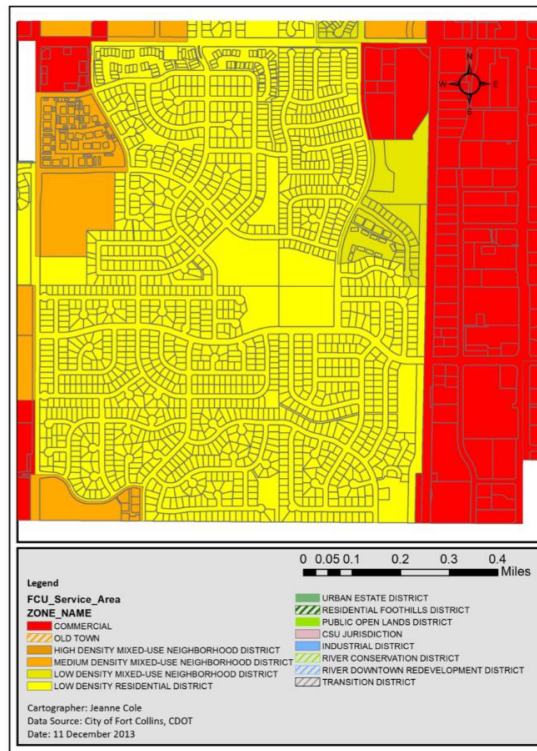 N
W E
S
0 0.05 0.1 0.2 0.3 0.4
Miles
Legend
FCU_Service_Area
ZONE_NAME
COMMERCIAL
OLD TOWN
HIGH DENSITY MIXED-USE NEIGHBORHOOD DISTRICT
MEDIUM DENSITY MIXED-USE NEIGHBORHOOD DISTRICT
LOW DENSITY MIXED-USE NEIGHBORHOOD DISTRICT
LOW DENSITY RESIDENTIAL DISTRICT
URBAN ESTATE DISTRICT
RESIDENTIAL FOOTHILLS DISTRICT
PUBLIC OPEN LANDS DISTRICT
CSU JURISDICTION
INDUSTRIAL DISTRICT
RIVER CONSERVATION DISTRICT
RIVER DOWNTOWN REDEVELOPMENT DISTRICT
TRANSITION DISTRICT
Cartographer: Jeanne Cole
Data Source: City of Fort Collins, CDOT
Date: 11 December 2013